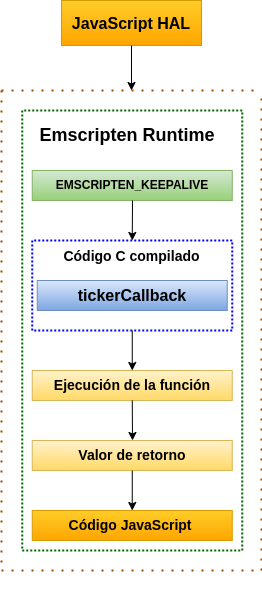 JavaScript HAL
Emscripten Runtime
EMSCRIPTEN_KEEPALIVE
Código C compilado
tickerCallback
Ejecución de la función
Valor de retorno
Código JavaScript